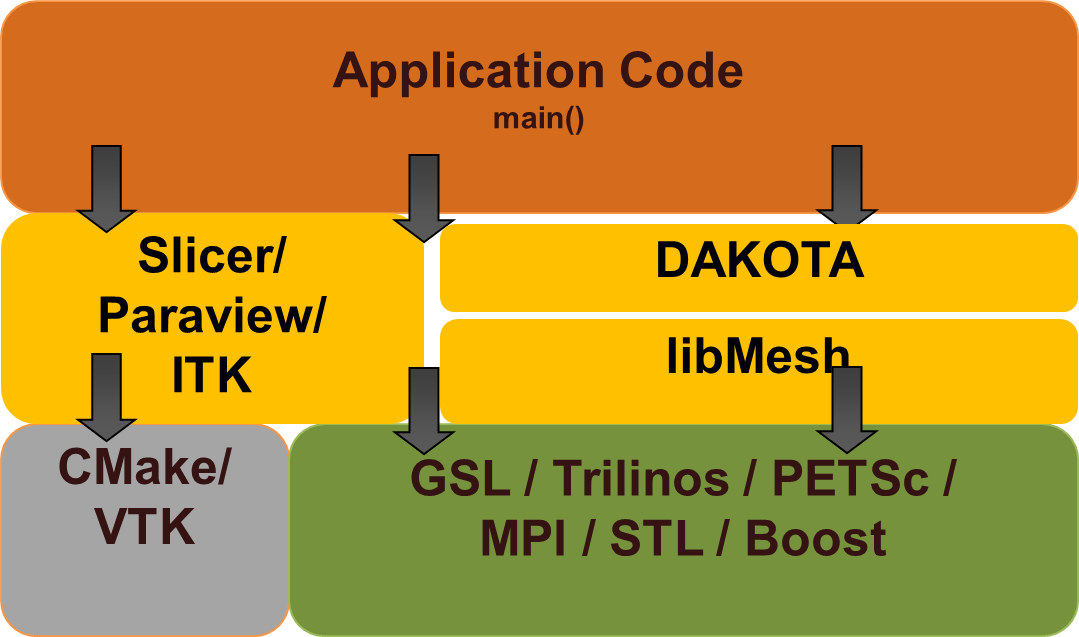 Application Code
main()
Slicer/
Paraview/
ITK
DAKOTA
libMesh
CMake/
VTK
GSL / Trilinos / PETSc /
MPI / STL / Boost